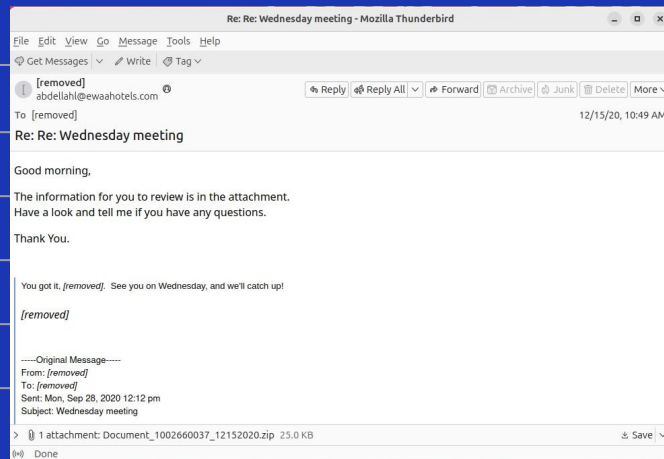 Re: Re: Wednesday meeting - Mozilla Thunderbird
File Edit View Go Message Tools Help
Get Messages Write Tag
[removed]
abdellahl@ewaahotels.com
Reply Reply All Forward Archive Junk Delete More
To [removed] 12/15/20, 10:49 AM
Re: Re: Wednesday meeting
Good morning,
The information for you to review is in the attachment.
Have a look and tell me if you have any questions.
Thank You.
You got it, [removed]. See you on Wednesday, and we'll catch up!
[removed]
-----Original Message-----
From: [removed]
To: [removed]
Sent: Mon, Sep 28, 2020 12:12 pm
Subject: Wednesday meeting
1 attachment: Document_1002660037_12152020.zip 25.0 KB Save
Done